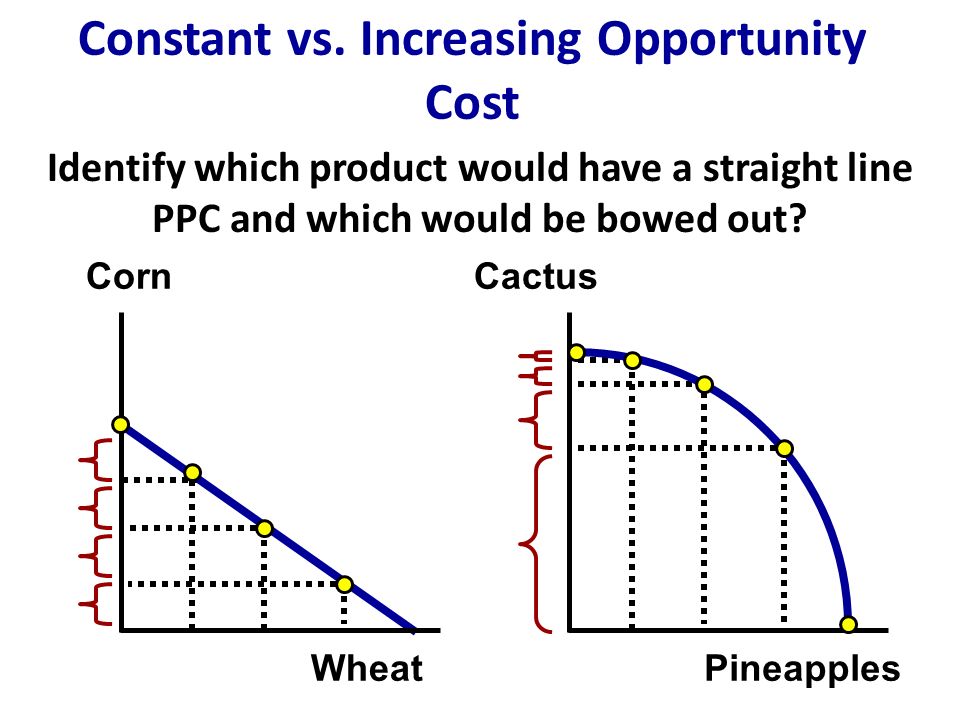 Constant vs. Increasing Opportunity
Cost
Identify which product would have a straight line
PPC and which would be bowed out?
Corn
Cactus
Wheat
Pineapples